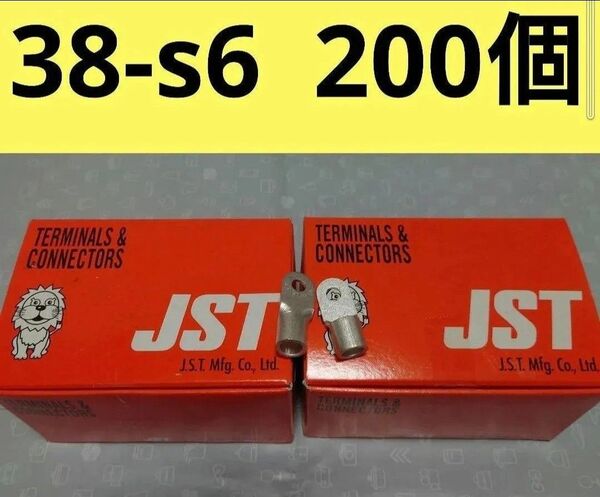 38-s6 200個
TERMINALS &
CONNECTORS
JST
J.S.T. Mfg. Co., Ltd.
TERMINALS &
CONNECTORS
JST
J.S.T. Mfg. Co., Ltd.
TERMINALS &
CONNECTORS